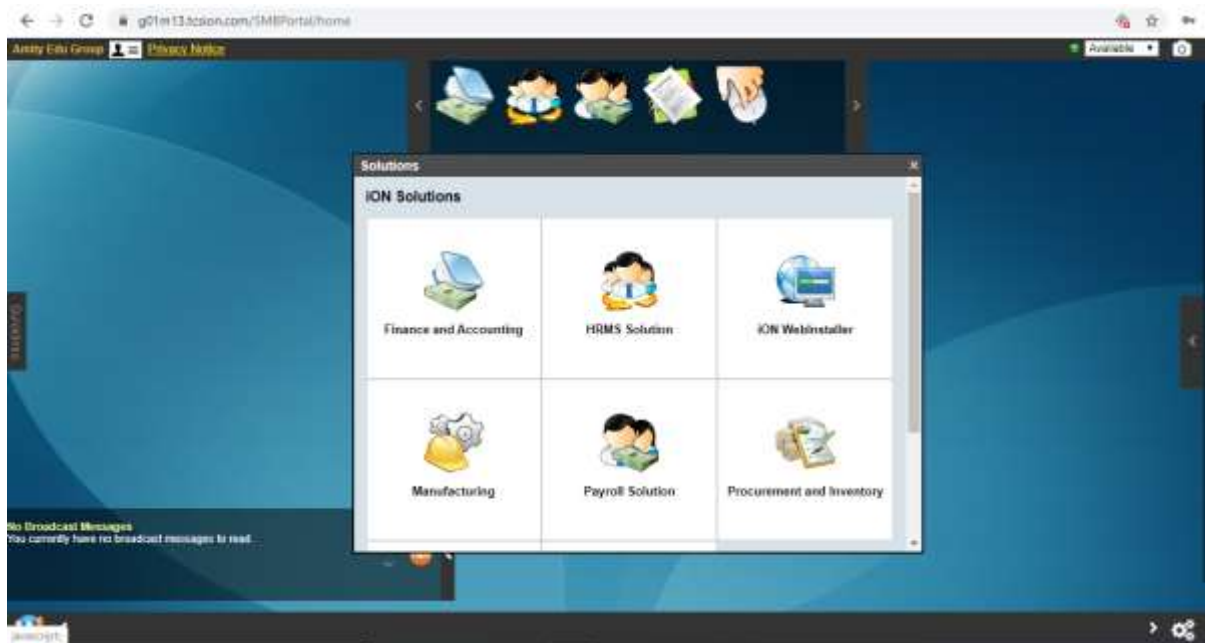 g01m13.tcsion.com/SMBPortal/home
Amity Edu Group Privacy Notice Available
Solutions
iON Solutions
Finance and Accounting HRMS Solution iON WebInstaller
Manufacturing Payroll Solution Procurement and Inventory
No Broadcast Messages
You currently have no broadcast messages to read.